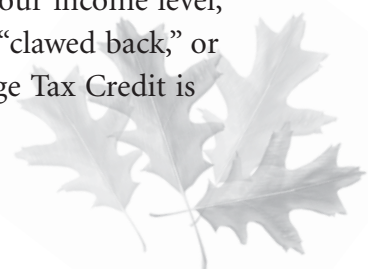 our income level,
“clawed back,” or
ge Tax Credit is